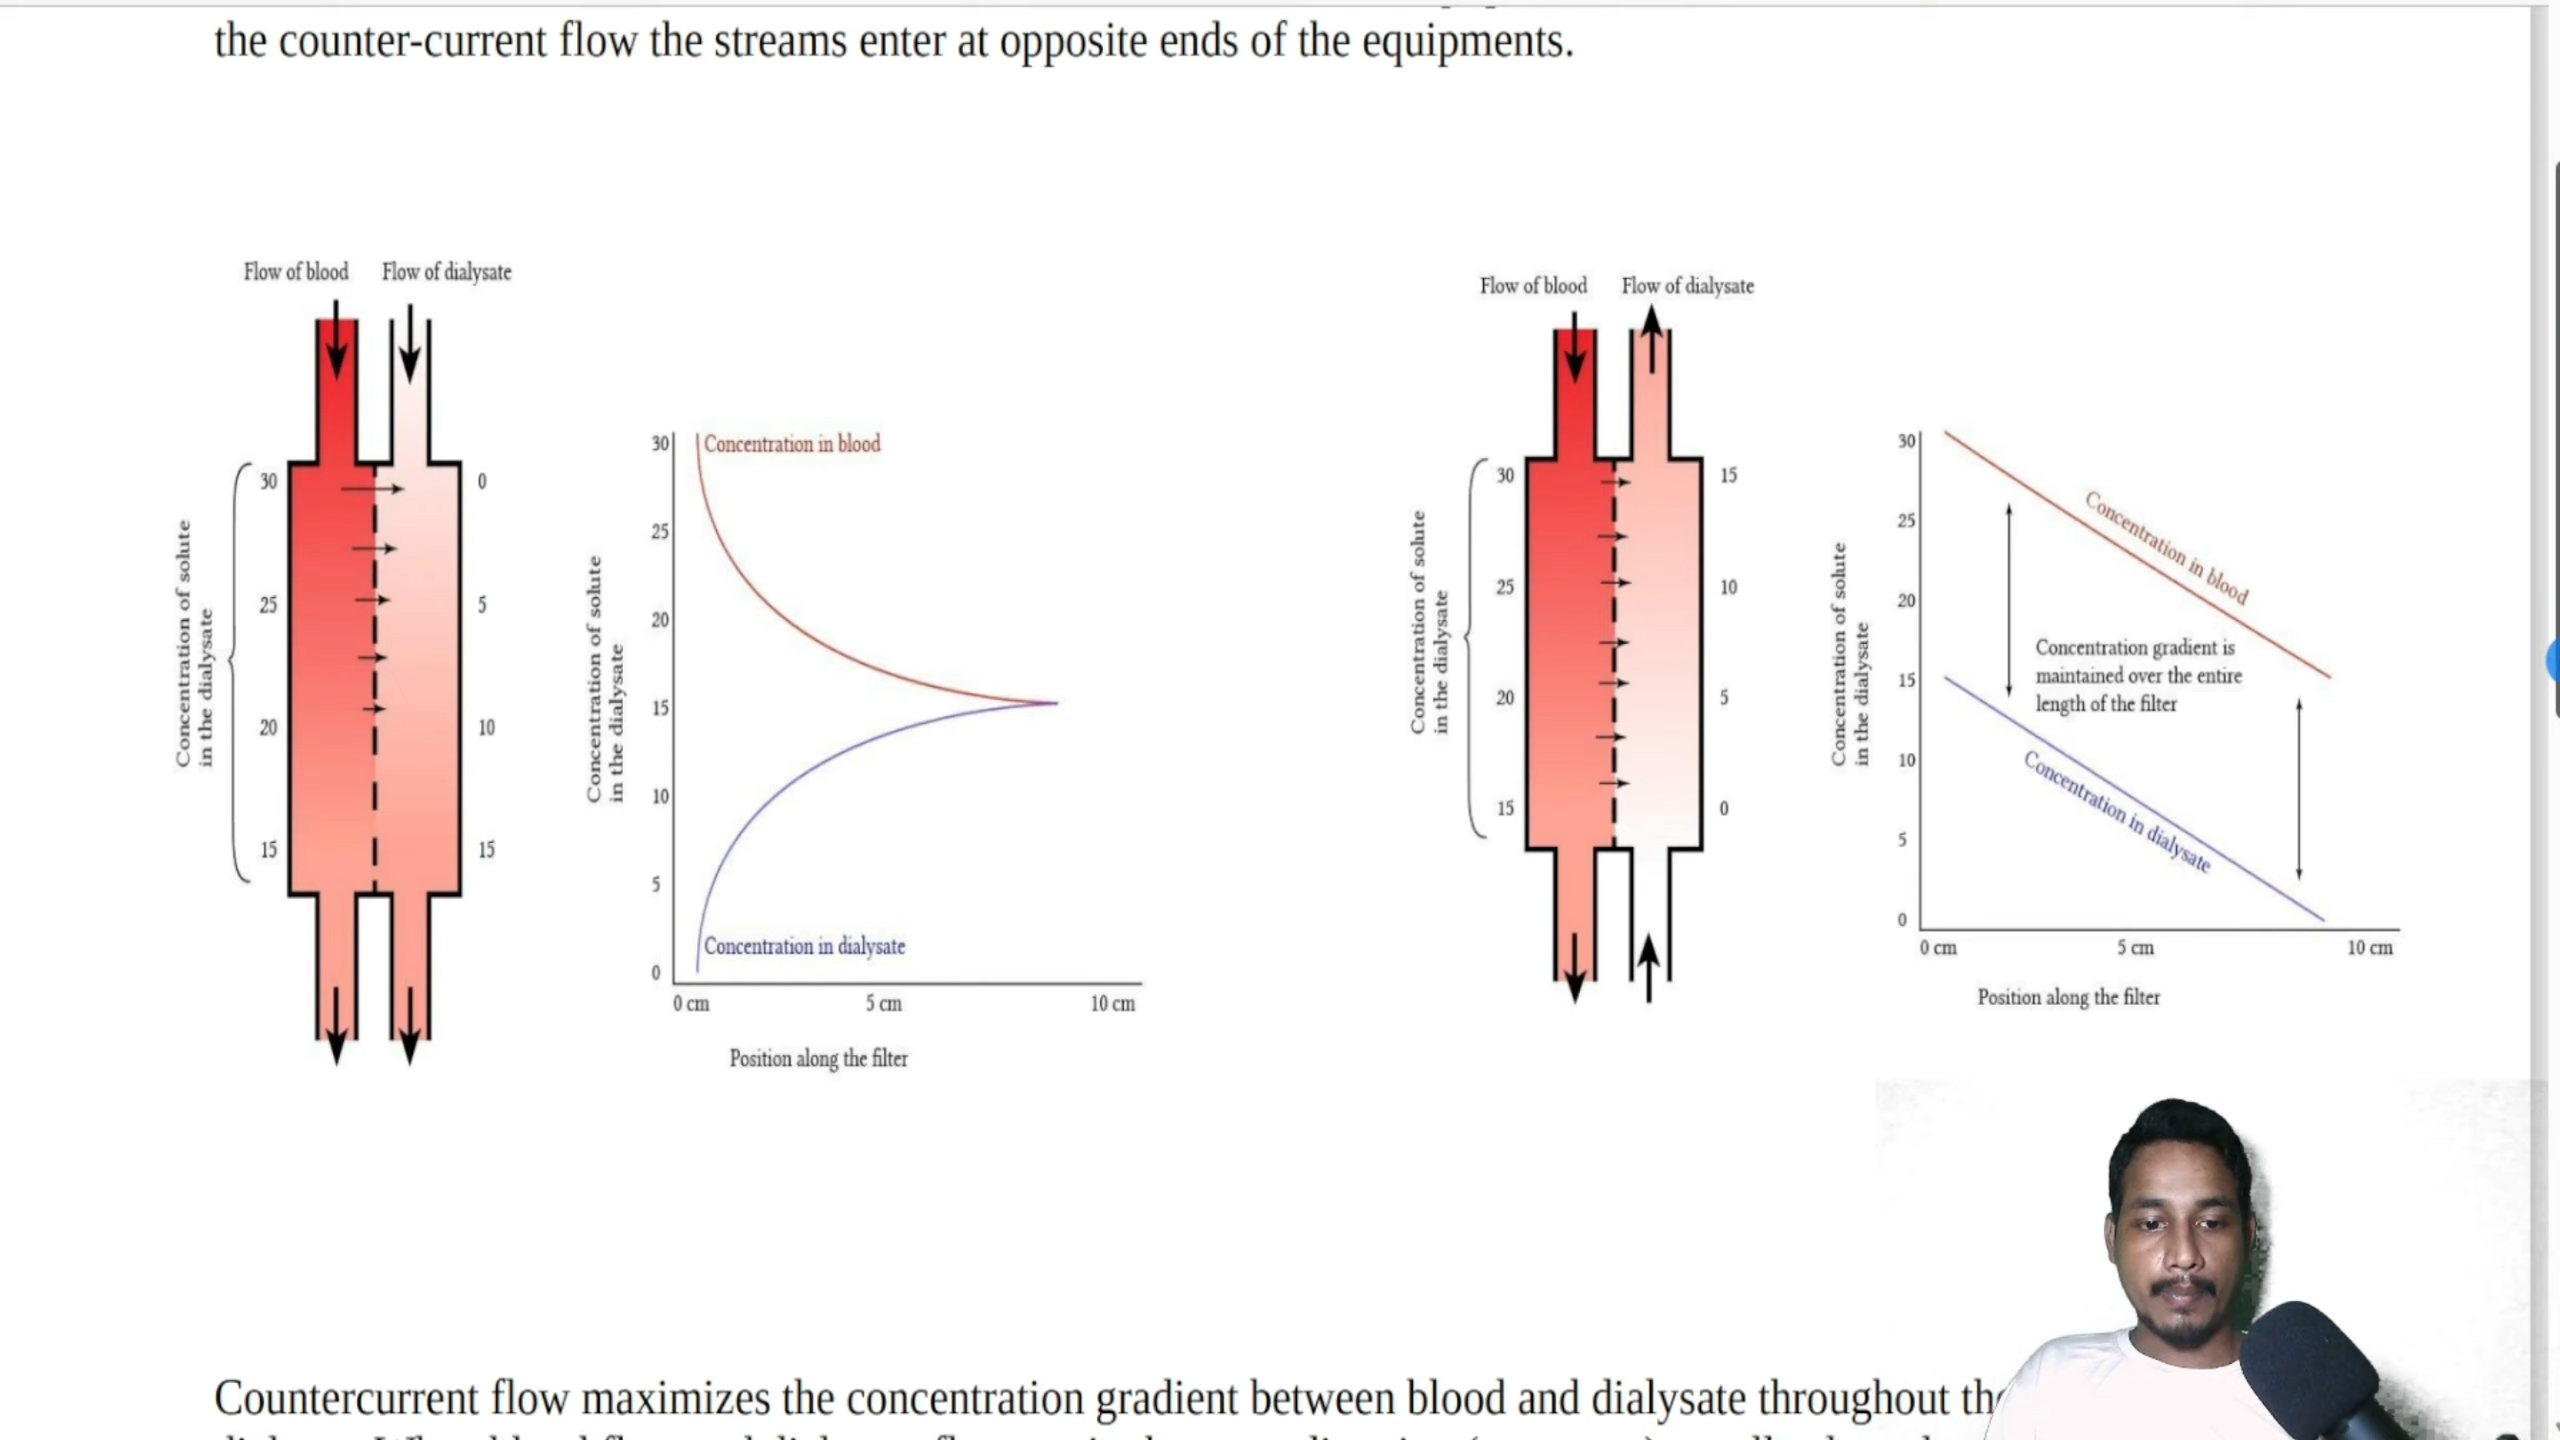 the counter-current flow the streams enter at opposite ends of the equipments.
Flow of blood
Flow of dialysate
Concentration of solute
in the dialysate
30
25
20
15
0
5
10
15
Concentration of solute
in the dialysate
30
25
20
15
10
5
0
Concentration in blood
Concentration in dialysate
0 cm
5 cm
10 cm
Position along the filter
Flow of blood
Flow of dialysate
Concentration of solute
in the dialysate
30
25
20
15
15
10
5
0
Concentration of solute
in the dialysate
30
25
20
15
10
5
0
Concentration in blood
Concentration gradient is
maintained over the entire
length of the filter
Concentration in dialysate
0 cm
5 cm
10 cm
Position along the filter
Countercurrent flow maximizes the concentration gradient between blood and dialysate throughout the